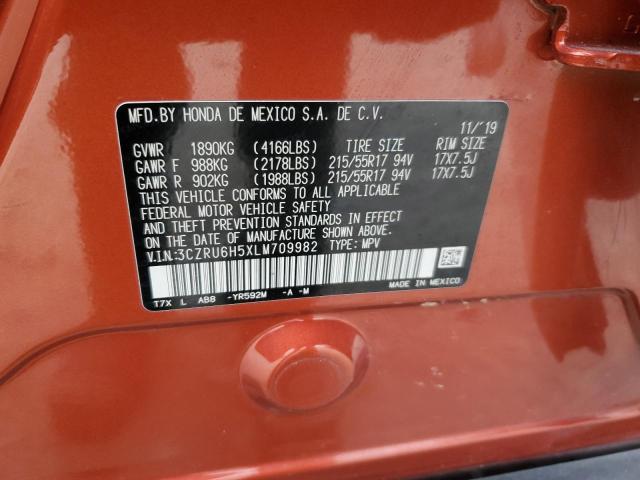 MFD.BY HONDA DE MEXICO S.A. DE C.V.
11/'19
GVWR 1890KG (4166LBS) TIRE SIZE RIM SIZE
GAWR F 988KG (2178LBS) 215/55R17 94V 17X7.5J
GAWR R 902KG (1988LBS) 215/55R17 94V 17X7.5J
THIS VEHICLE CONFORMS TO ALL APPLICABLE
FEDERAL MOTOR VEHICLE SAFETY
AND THEFT PREVENTION STANDARDS IN EFFECT
ON THE DATE OF MANUFACTURE SHOWN ABOVE
V.I.N:3CZRU6H5XLM709982 TYPE: MPV
MADE IN MEXICO
T7X L ABB -YR592M -A -M